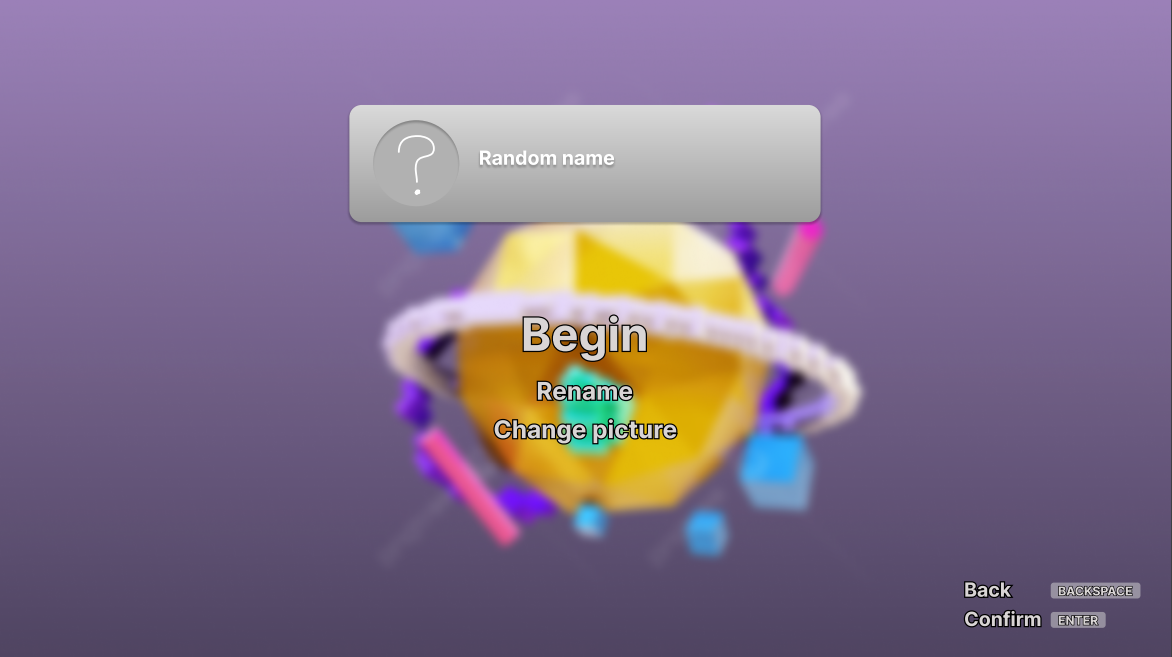 Random name
Begin
Rename
Change picture
Back BACKSPACE
Confirm ENTER